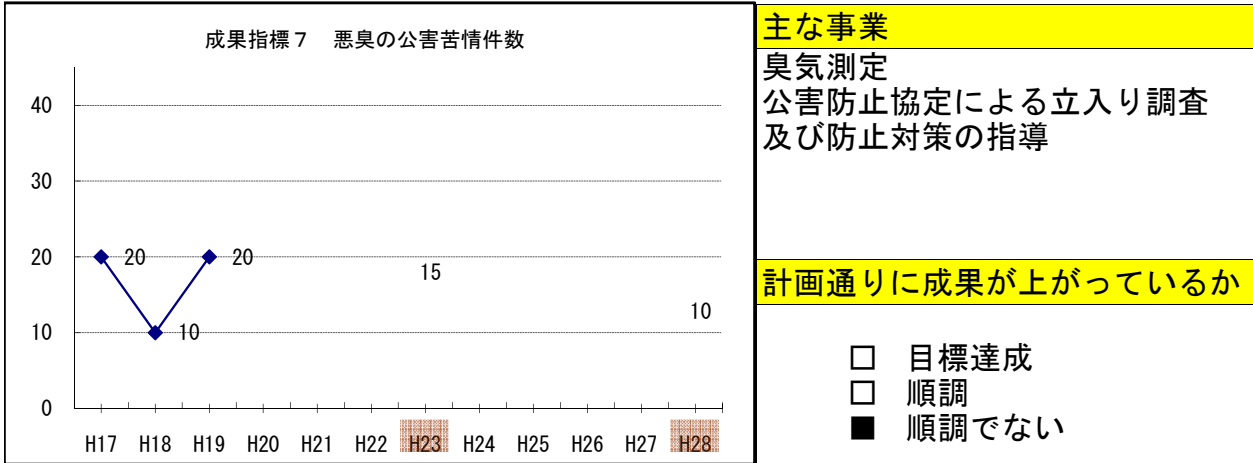 成果指標７　悪臭の公害苦情件数
40
30
20
10
0
20
10
20
15
10
H17 H18 H19 H20 H21 H22 H23 H24 H25 H26 H27 H28
主な事業
臭気測定
公害防止協定による立入り調査
及び防止対策の指導
計画通りに成果が上がっているか
□　目標達成
□　順調
■　順調でない